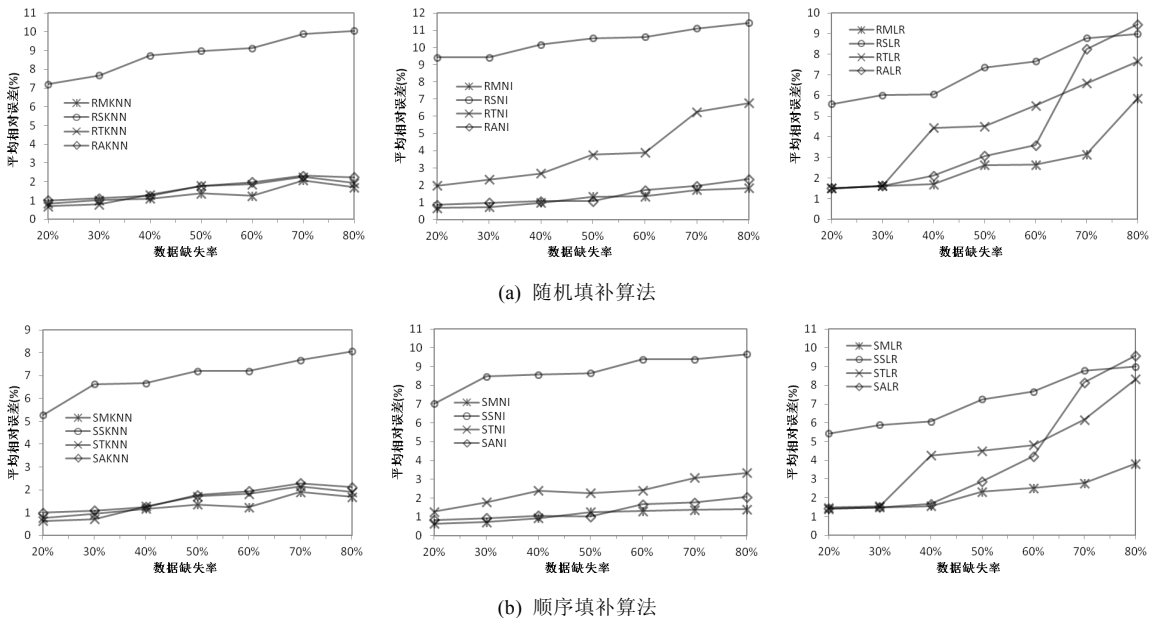 平均相对误差(%)
11
10
9
8
7
6
5
4
3
2
1
0
RMKNN
RSKNN
RTKNN
RAKNN
20% 30% 40% 50% 60% 70% 80%
数据缺失率
平均相对误差(%)
12
11
10
9
8
7
6
5
4
3
2
1
0
RMNI
RSNI
RTNI
RANI
20% 30% 40% 50% 60% 70% 80%
数据缺失率
平均相对误差(%)
10
9
8
7
6
5
4
3
2
1
0
RMLR
RSLR
RTLR
RALR
20% 30% 40% 50% 60% 70% 80%
数据缺失率
(a) 随机填补算法
平均相对误差(%)
9
8
7
6
5
4
3
2
1
0
SMKNN
SSKNN
STKNN
SAKNN
20% 30% 40% 50% 60% 70% 80%
数据缺失率
平均相对误差(%)
11
10
9
8
7
6
5
4
3
2
1
0
SMNI
SSNI
STNI
SANI
20% 30% 40% 50% 60% 70% 80%
数据缺失率
平均相对误差(%)
11
10
9
8
7
6
5
4
3
2
1
0
SMLR
SSLR
STLR
SALR
20% 30% 40% 50% 60% 70% 80%
数据缺失率
(b) 顺序填补算法